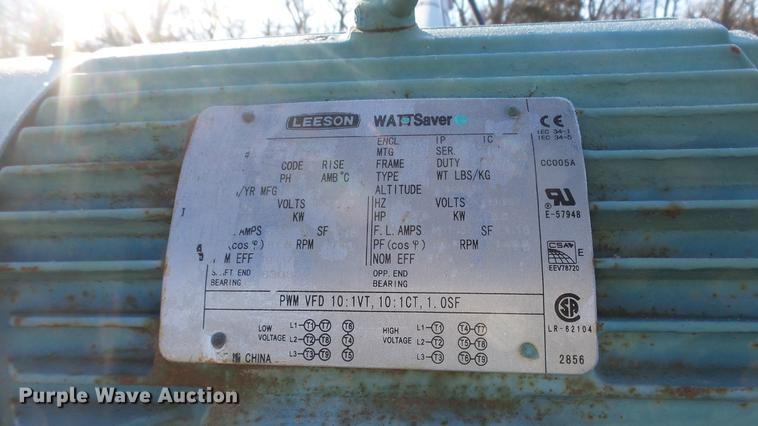 LEESON WATTSaver
ENCL IP IC
MTG SER.
CODE RISE FRAME DUTY
PH AMB°C TYPE WT LBS/KG
/YR MFG ALTITUDE
VOLTS HZ VOLTS
KW HP KW
AMPS SF F.L. AMPS SF
(cos φ) RPM PF(cos φ) RPM
M EFF NOM EFF
END OPP. END
BEARING BEARING
PWM VFD 10:1VT, 10:1CT, 1.0SF
LOW VOLTAGE
L1-T1-T7 T6
L2-T2-T8 T4
L3-T3-T9 T5
HIGH VOLTAGE
L1-T1 T4-T7
L2-T2 T5-T8
L3-T3 T6-T9
CHINA
CE
IEC 34-1
IEC 34-5
CC005A
E-57948
CSA E
EEV78720
LR-62104
2856
Purple Wave Auction